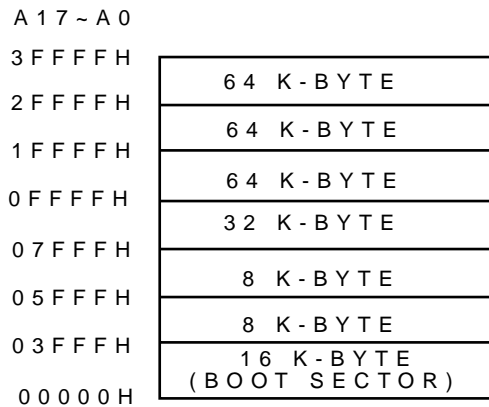 A17~A0
3FFFFH
64 K-BYTE
2FFFFH
64 K-BYTE
1FFFFH
64 K-BYTE
0FFFFH
32 K-BYTE
07FFFH
8 K-BYTE
05FFFH
8 K-BYTE
03FFFH
16 K-BYTE
(BOOT SECTOR)
00000H